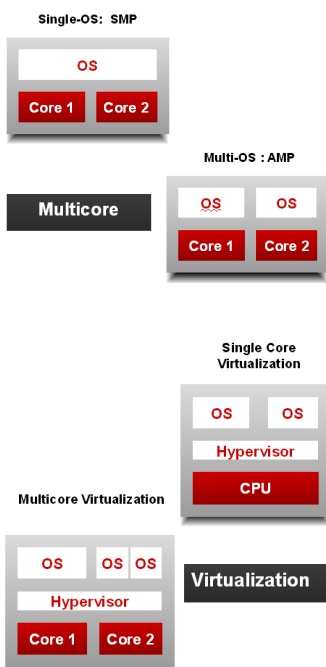 Single-OS: SMP
OS
Core 1 Core 2
Multi-OS : AMP
OS OS
Core 1 Core 2
Multicore
Single Core
Virtualization
OS OS
Hypervisor
CPU
Multicore Virtualization
OS OS OS
Hypervisor
Core 1 Core 2
Virtualization